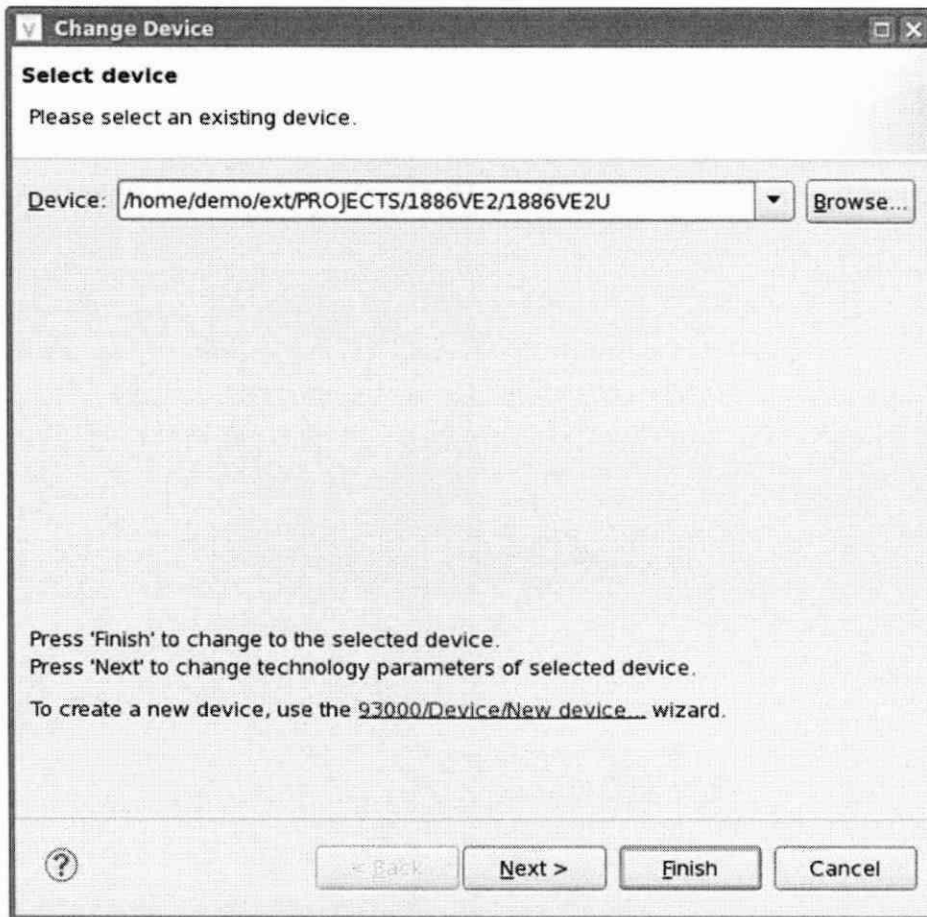 V Change Device
Select device
Please select an existing device.
Device: /home/demo/ext/PROJECTS/1886VE2/1886VE2U Browse...
Press 'Finish' to change to the selected device.
Press 'Next' to change technology parameters of selected device.
To create a new device, use the 93000/Device/New device... wizard.
? < Back Next > Finish Cancel